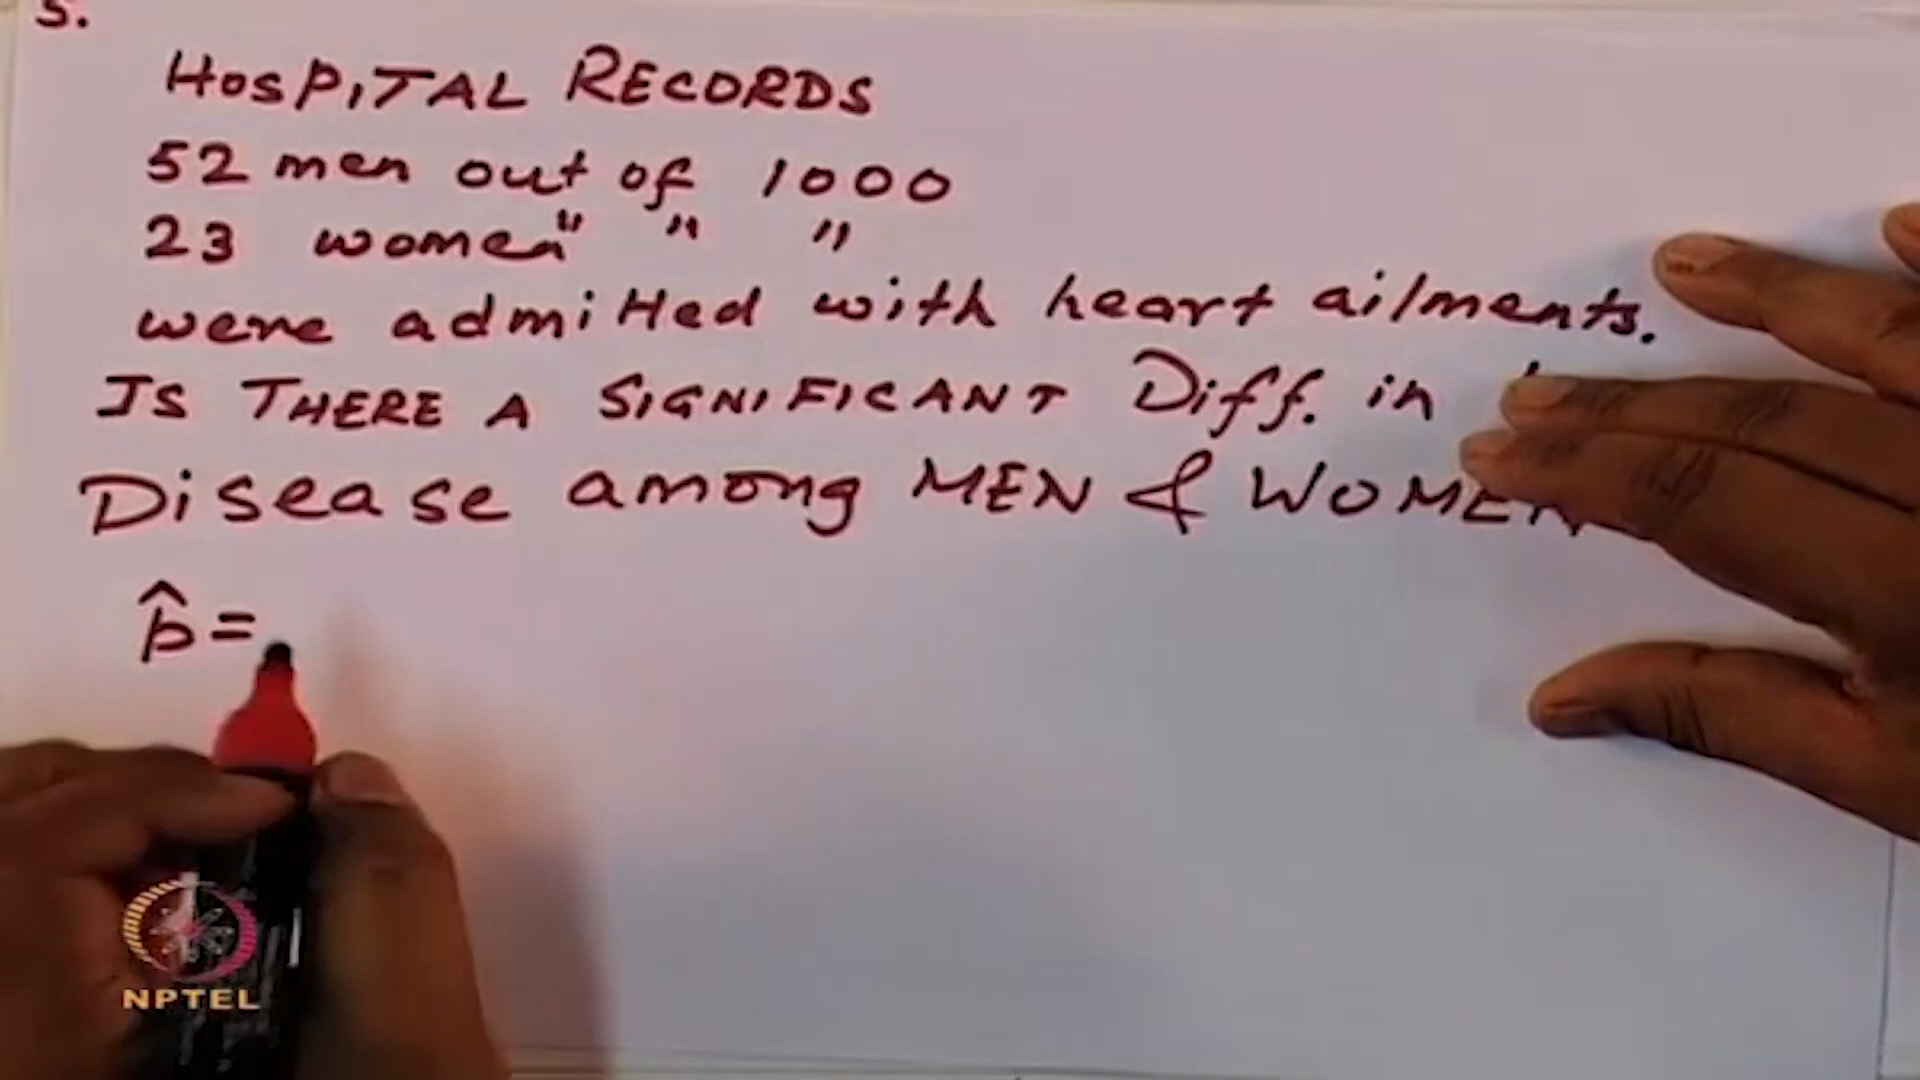 5.
HOSPITAL RECORDS
52 men out of 1000
23 women " " "
were admitted with heart ailments.
IS THERE A SIGNIFICANT Diff. in
Disease among MEN & WOMEN
p̂ =
NPTEL